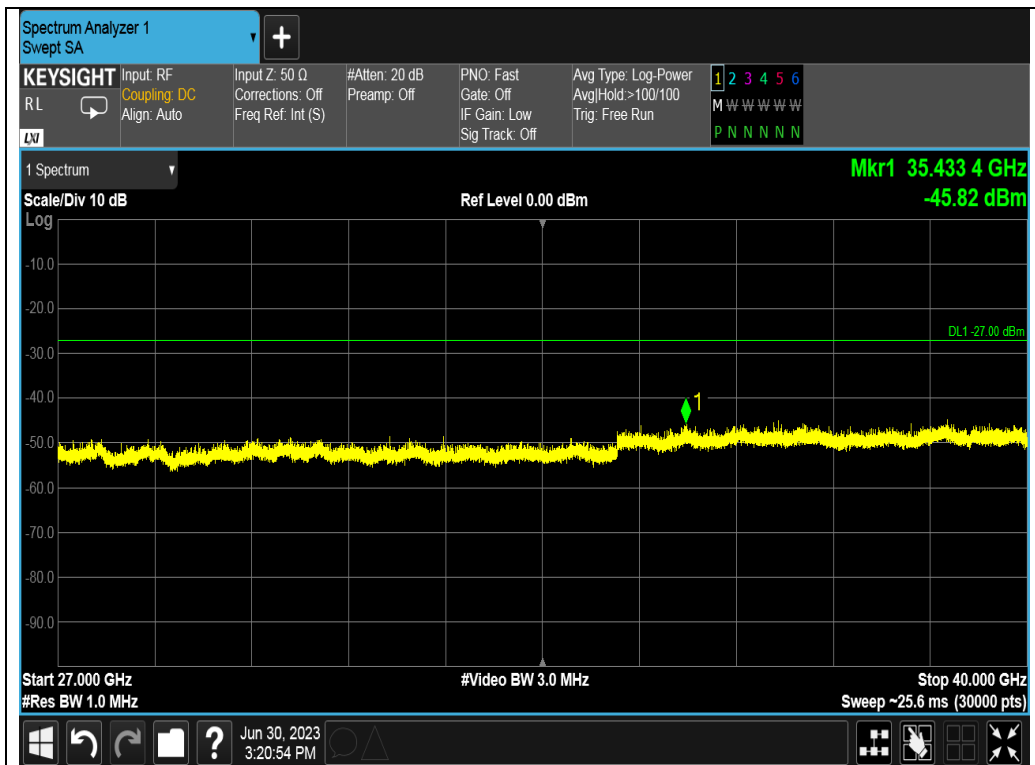 Spectrum Analyzer 1
Swept SA
KEYSIGHT
RL
LXI
Input: RF
Coupling: DC
Align: Auto
Input Z: 50 Ω
Corrections: Off
Freq Ref: Int (S)
#Atten: 20 dB
Preamp: Off
PNO: Fast
Gate: Off
IF Gain: Low
Sig Track: Off
Avg Type: Log-Power
Avg|Hold:>100/100
Trig: Free Run
1 2 3 4 5 6
M W W W W W
P N N N N N
1 Spectrum
Mkr1 35.433 4 GHz
-45.82 dBm
Scale/Div 10 dB
Ref Level 0.00 dBm
Log
-10.0
-20.0
DL1 -27.00 dBm
-30.0
-40.0
1
-50.0
-60.0
-70.0
-80.0
-90.0
Start 27.000 GHz
#Video BW 3.0 MHz
Stop 40.000 GHz
#Res BW 1.0 MHz
Sweep ~25.6 ms (30000 pts)
?
Jun 30, 2023
3:20:54 PM